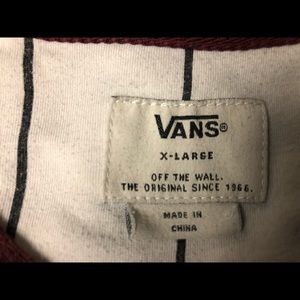 VANS®
X-LARGE
OFF THE WALL.
THE ORIGINAL SINCE 1966.
MADE IN
CHINA